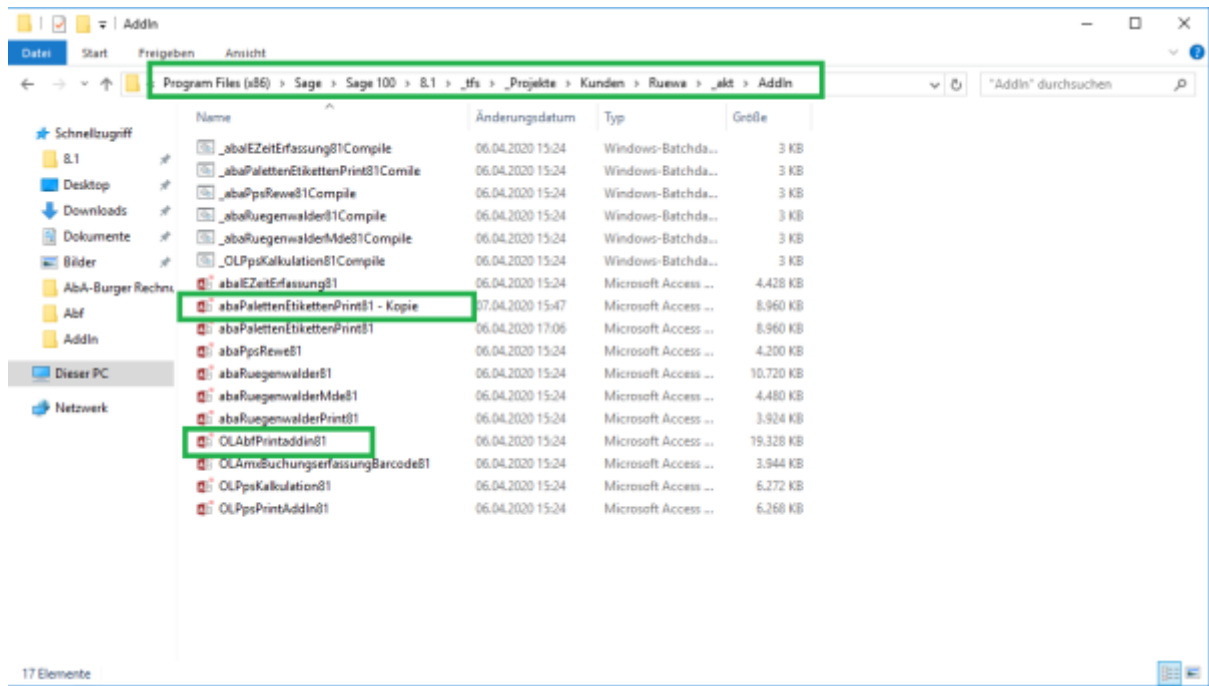 AddIn
Datei Start Freigeben Ansicht
Program Files (x86) > Sage > Sage 100 > 8.1 > _tfs > _Projekte > Kunden > Ruewa > _akt > AddIn "AddIn" durchsuchen
Name Änderungsdatum Typ Größe
Schnellzugriff
8.1
Desktop
Downloads
Dokumente
Bilder
AbA-Burger Rechnu
Abf
AddIn
Dieser PC
Netzwerk
_abaIEZeitErfassung81Compile 06.04.2020 15:24 Windows-Batchda... 3 KB
_abaPalettenEtikettenPrint81Comile 06.04.2020 15:24 Windows-Batchda... 3 KB
_abaPpsRewe81Compile 06.04.2020 15:24 Windows-Batchda... 3 KB
_abaRuegenwalder81Compile 06.04.2020 15:24 Windows-Batchda... 3 KB
_abaRuegenwalderMde81Compile 06.04.2020 15:24 Windows-Batchda... 3 KB
_OLPpsKalkulation81Compile 06.04.2020 15:24 Windows-Batchda... 3 KB
abaIEZeitErfassung81 06.04.2020 15:24 Microsoft Access ... 4.428 KB
abaPalettenEtikettenPrint81 - Kopie 07.04.2020 15:47 Microsoft Access ... 8.960 KB
abaPalettenEtikettenPrint81 06.04.2020 17:06 Microsoft Access ... 8.960 KB
abaPpsRewe81 06.04.2020 15:24 Microsoft Access ... 4.200 KB
abaRuegenwalder81 06.04.2020 15:24 Microsoft Access ... 10.720 KB
abaRuegenwalderMde81 06.04.2020 15:24 Microsoft Access ... 4.480 KB
abaRuegenwalderPrint81 06.04.2020 15:24 Microsoft Access ... 3.924 KB
OLAbfPrintaddin81 06.04.2020 15:24 Microsoft Access ... 19.328 KB
OLAmxBuchungserfassungBarcode81 06.04.2020 15:24 Microsoft Access ... 3.944 KB
OLPpsKalkulation81 06.04.2020 15:24 Microsoft Access ... 6.272 KB
OLPpsPrintAddIn81 06.04.2020 15:24 Microsoft Access ... 6.268 KB
17 Elemente